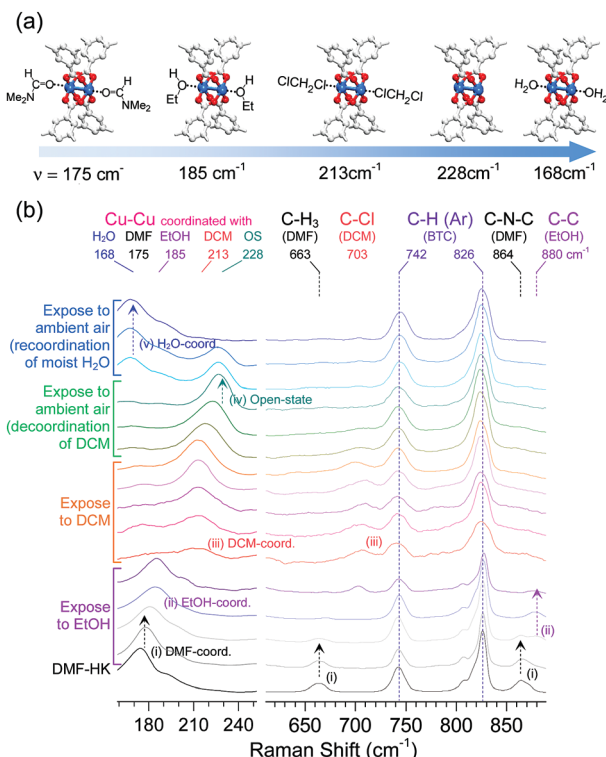 (a)
H
C=O
Me₂N
H
O=C
NMe₂
H
O
Et
H
O
Et
ClCH₂Cl
ClCH₂Cl
H₂O
OH₂
ν = 175 cm⁻
185 cm⁻¹
213cm⁻¹
228cm⁻¹
168cm⁻¹
(b)
Cu-Cu coordinated with
C-H₃
C-Cl
C-H (Ar)
C-N-C
C-C
H₂O DMF EtOH DCM OS
(DMF)
(DCM)
(BTC)
(DMF)
(EtOH)
168 175 185 213 228
663
703
742 826
864
880 cm⁻¹
Expose to
ambient air
(recoordination
of moist H₂O
(v) H₂O-coord.
Expose to
ambient air
(decoordination
of DCM
(iv) Open-state
Expose
to DCM
(iii) DCM-coord.
(iii)
Expose
to EtOH
(ii) EtOH-coord.
(ii)
(i) DMF-coord.
DMF-HK
(i)
(i)
180 210 240 650 700 750 800 850
Raman Shift (cm⁻¹)